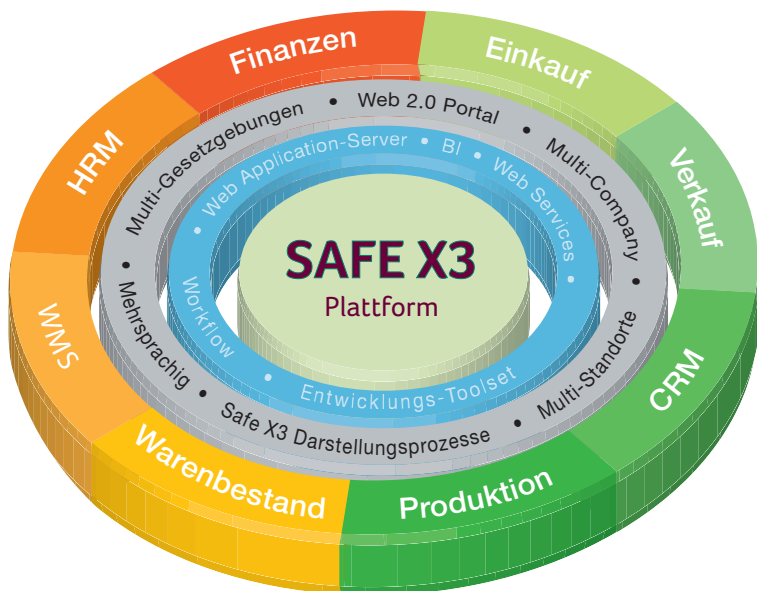 Finanzen
Einkauf
Verkauf
CRM
Produktion
Warenbestand
WMS
HRM
Multi-Gesetzgebungen • Web 2.0 Portal • Multi-Company • Multi-Standorte • Safe X3 Darstellungsprozesse • Mehrsprachig •
Web Application-Server • BI • Web Services • Entwicklungs-Toolset • Workflow •
SAFE X3
Plattform